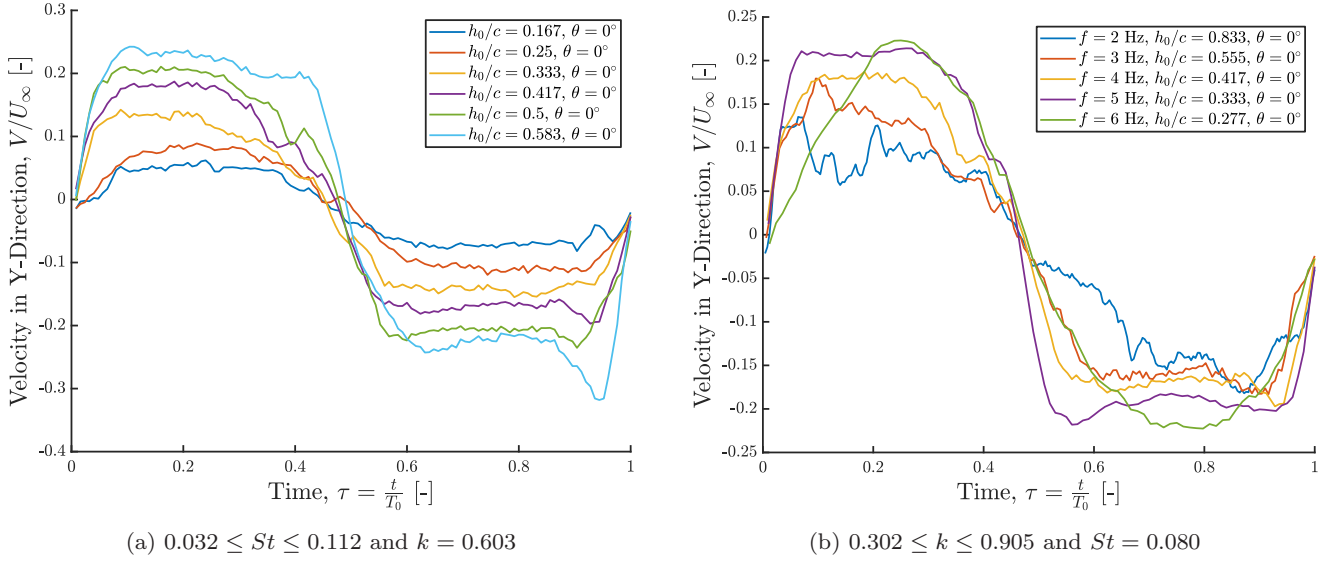 0.3
0.2
0.1
0
-0.1
-0.2
-0.3
-0.4
Velocity in Y-Direction, V/U∞ [-]
h₀/c = 0.167, θ = 0°
h₀/c = 0.25, θ = 0°
h₀/c = 0.333, θ = 0°
h₀/c = 0.417, θ = 0°
h₀/c = 0.5, θ = 0°
h₀/c = 0.583, θ = 0°
0 0.2 0.4 0.6 0.8 1
Time, τ = t/T₀ [-]
(a) 0.032 ≤ St ≤ 0.112 and k = 0.603
0.25
0.2
0.15
0.1
0.05
0
-0.05
-0.1
-0.15
-0.2
-0.25
Velocity in Y-Direction, V/U∞ [-]
f = 2 Hz, h₀/c = 0.833, θ = 0°
f = 3 Hz, h₀/c = 0.555, θ = 0°
f = 4 Hz, h₀/c = 0.417, θ = 0°
f = 5 Hz, h₀/c = 0.333, θ = 0°
f = 6 Hz, h₀/c = 0.277, θ = 0°
0 0.2 0.4 0.6 0.8 1
Time, τ = t/T₀ [-]
(b) 0.302 ≤ k ≤ 0.905 and St = 0.080